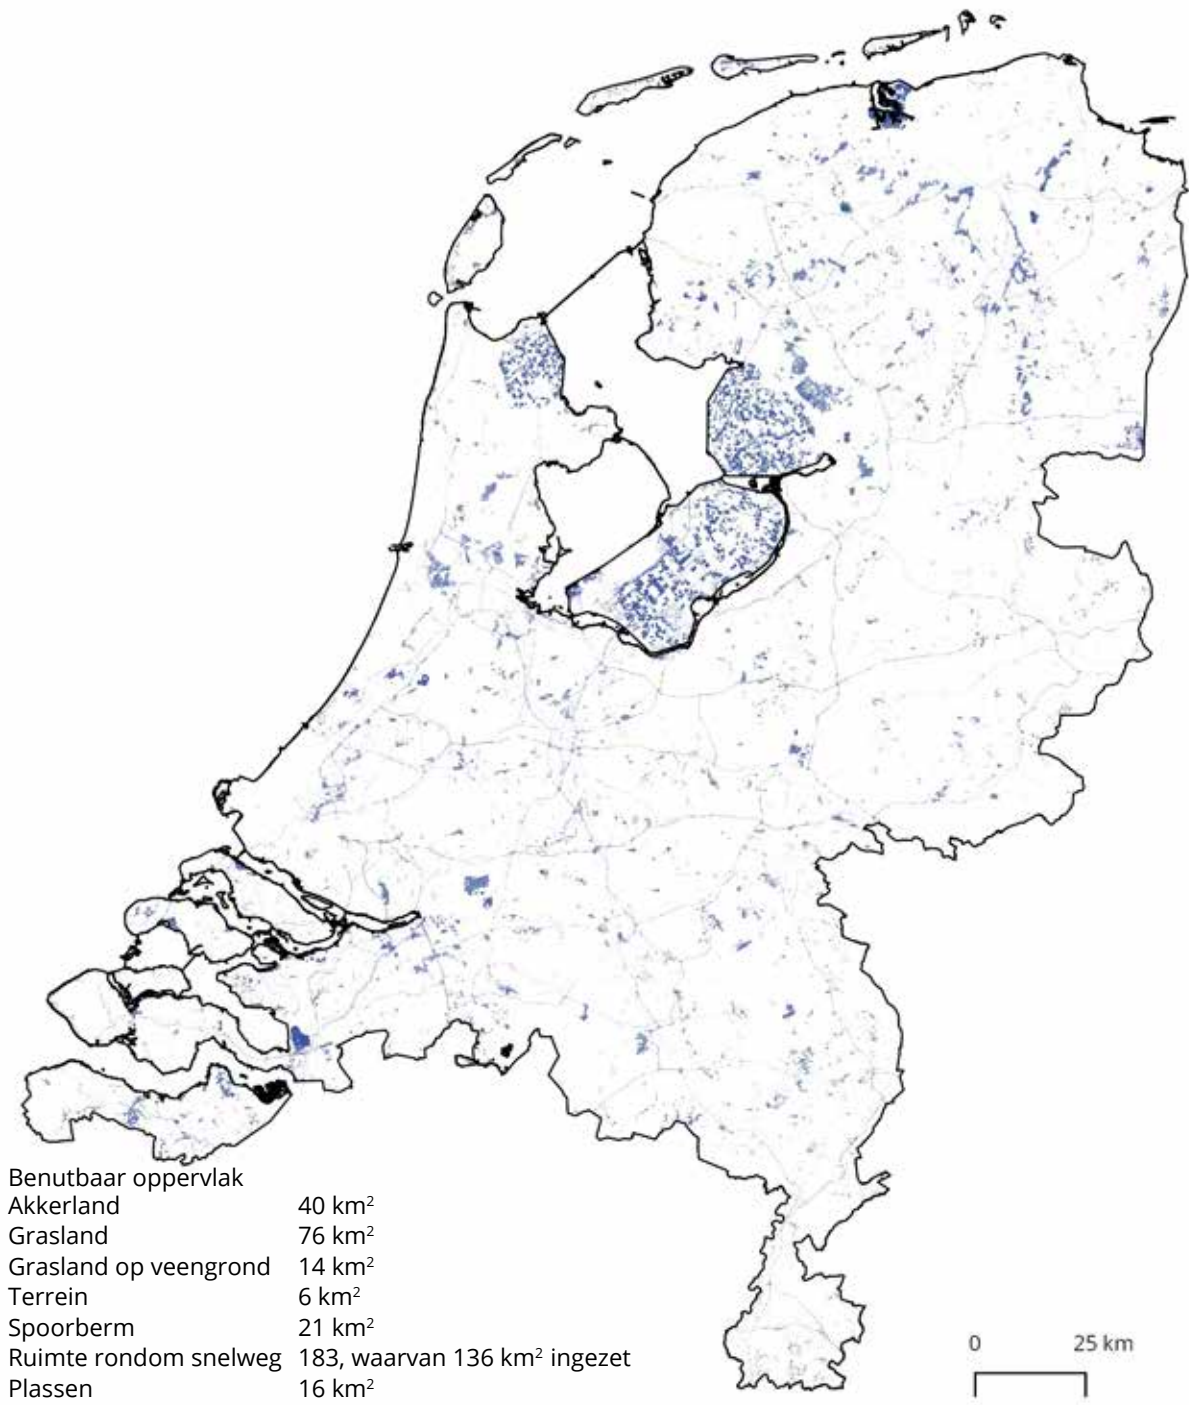 Benutbaar oppervlak
Akkerland 40 km²
Grasland 76 km²
Grasland op veengrond 14 km²
Terrein 6 km²
Spoorberm 21 km²
Ruimte rondom snelweg 183, waarvan 136 km² ingezet
Plassen 16 km²
0 25 km